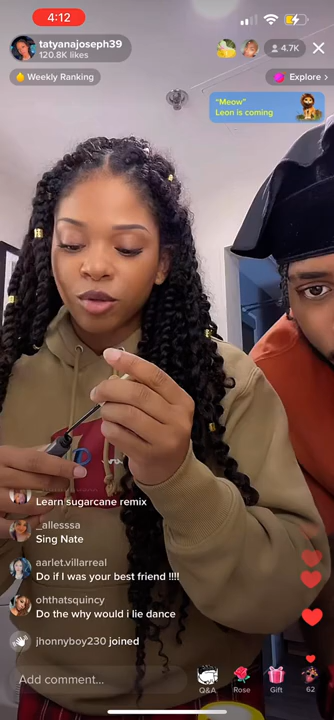 4:12
tatyanajoseph39
120.8K likes
4.7K
Weekly Ranking
Explore >
"Meow"
Leon is coming
Learn sugarcane remix
_allesssa
Sing Nate
aarlet.villarreal
Do if I was your best friend !!!!
ohthatsquincy
Do the why would i lie dance
jhonnyboy230 joined
Add comment...
Q&A
Rose
Gift
62